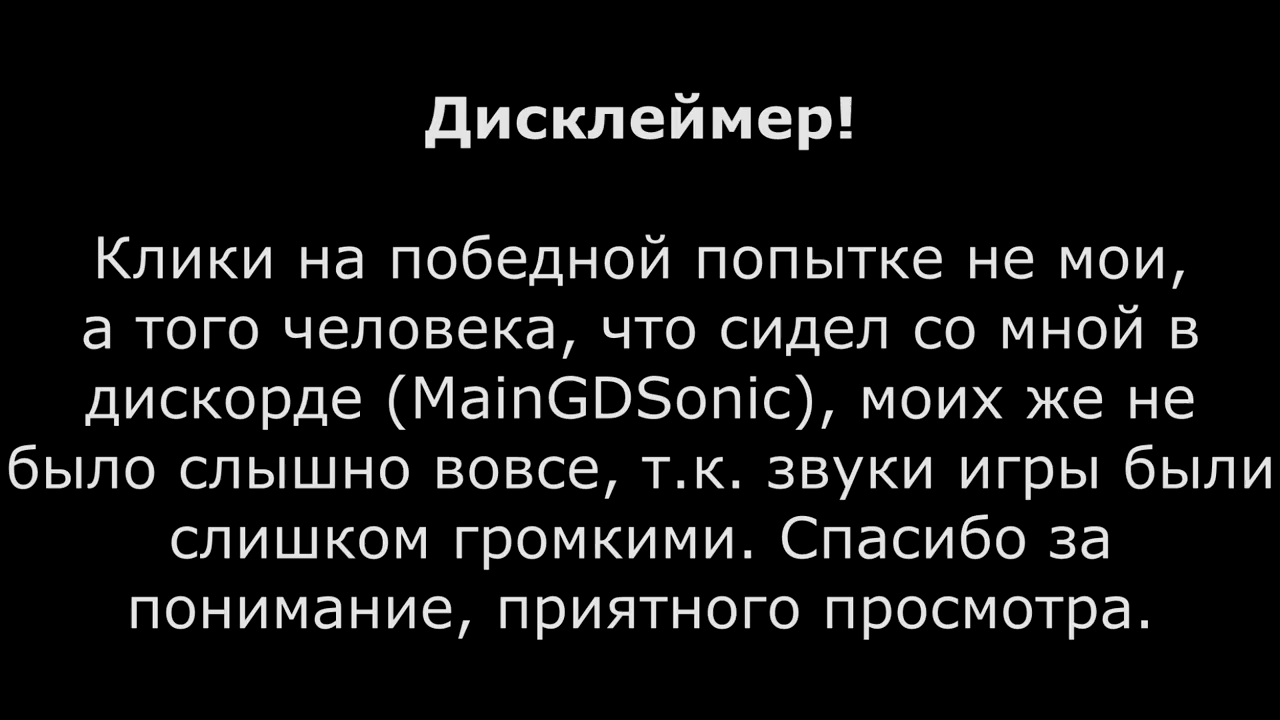 Дисклеймер!
Клики на победной попытке не мои,
а того человека, что сидел со мной в
дискорде (MainGDSonic), моих же не
было слышно вовсе, т.к. звуки игры были
слишком громкими. Спасибо за
понимание, приятного просмотра.